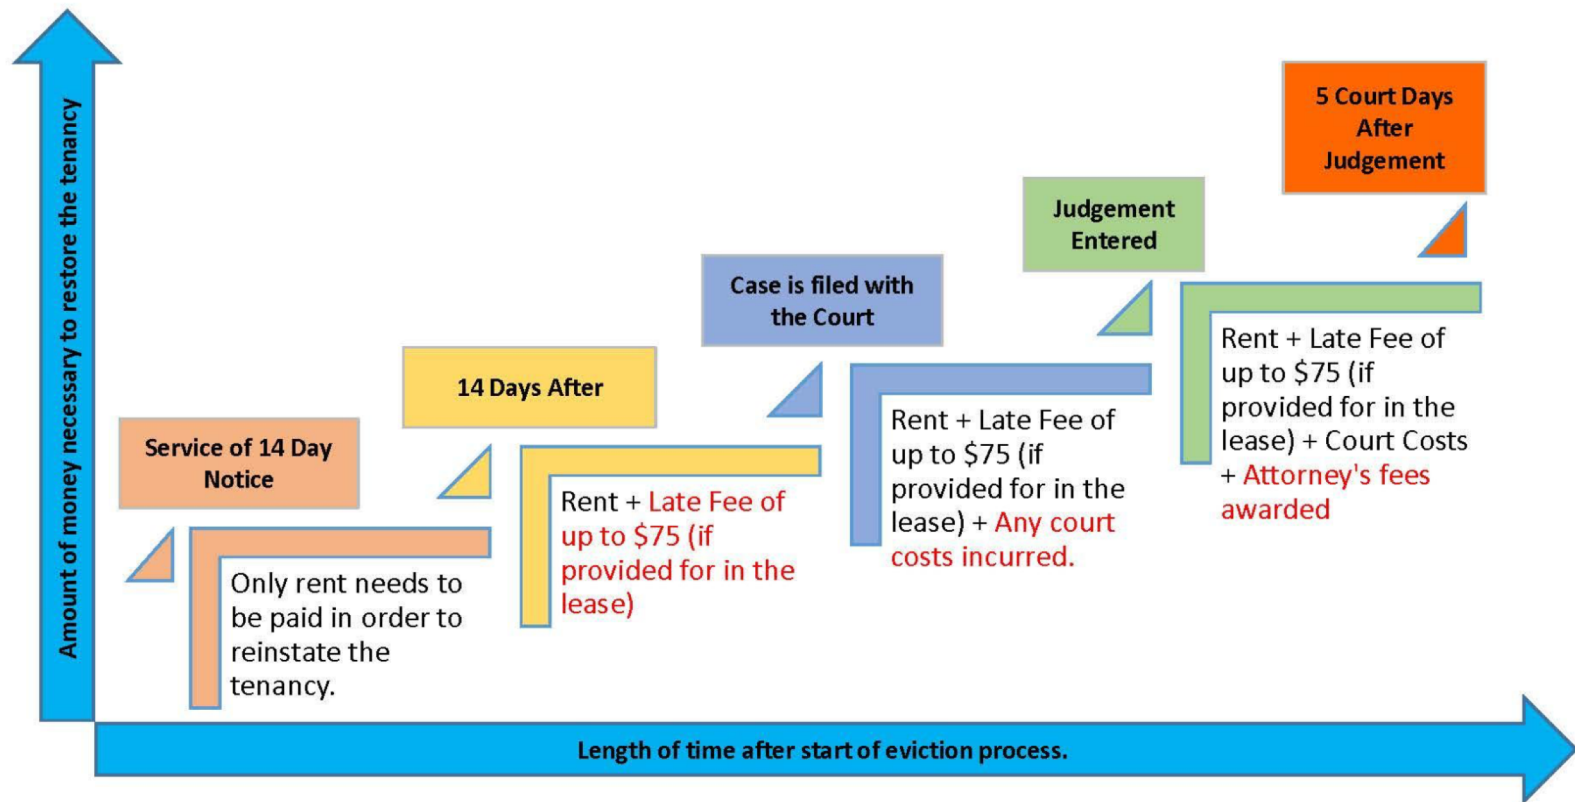 Amount of money necessary to restore the tenancy
Service of 14 Day
Notice
Only rent needs to
be paid in order to
reinstate the
tenancy.
14 Days After
Rent + Late Fee of
up to $75 (if
provided for in the
lease)
Case is filed with
the Court
Rent + Late Fee of
up to $75 (if
provided for in the
lease) + Any court
costs incurred.
Judgement
Entered
Rent + Late Fee of
up to $75 (if
provided for in the
lease) + Court Costs
+ Attorney's fees
awarded
5 Court Days
After
Judgement
Length of time after start of eviction process.